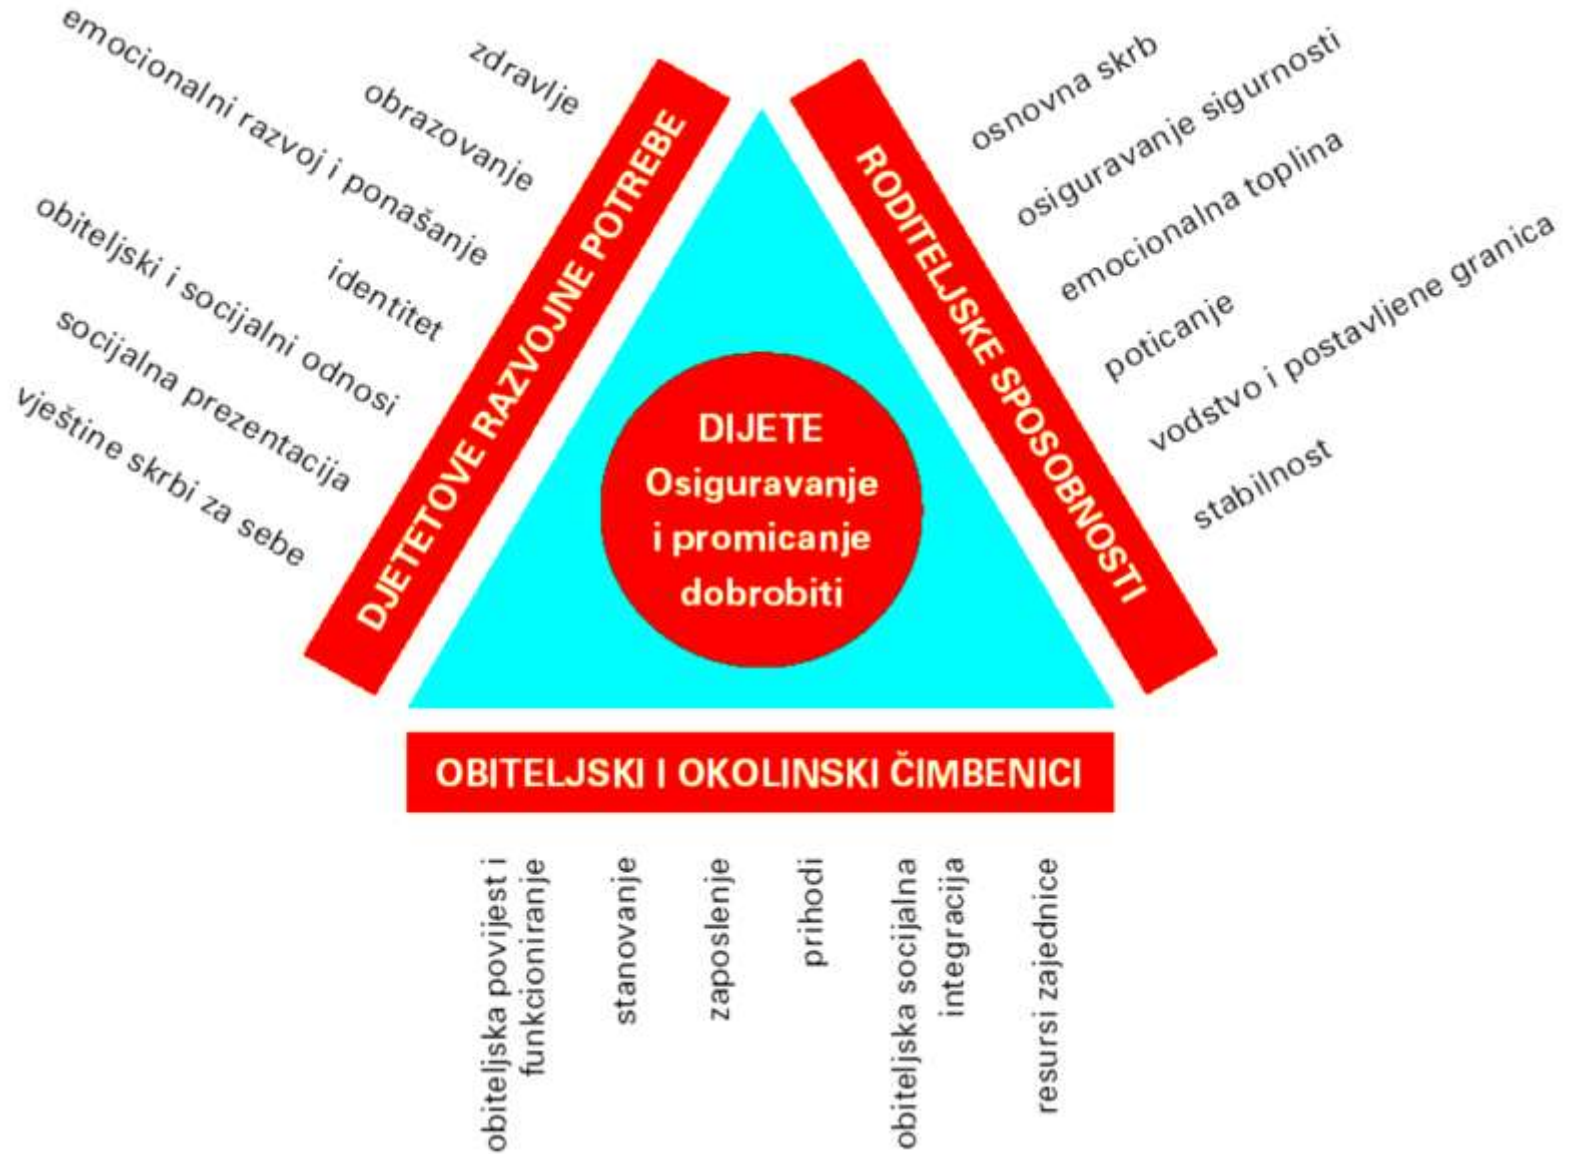 zdravlje
obrazovanje
emocionalni razvoj i ponašanje
identitet
obiteljski i socijalni odnosi
socijalna prezentacija
vještine skrbi za sebe
DJETETOVE RAZVOJNE POTREBE
RODITELJSKE SPOSOBNOSTI
osnovna skrb
osiguravanje sigurnosti
emocionalna toplina
poticanje
vodstvo i postavljene granica
stabilnost
DIJETE
Osiguravanje
i promicanje
dobrobiti
OBITELJSKI I OKOLINSKI ČIMBENICI
obiteljska povijest i
funkcioniranje
stanovanje
zaposlenje
prihodi
obiteljska socijalna
integracija
resursi zajednice